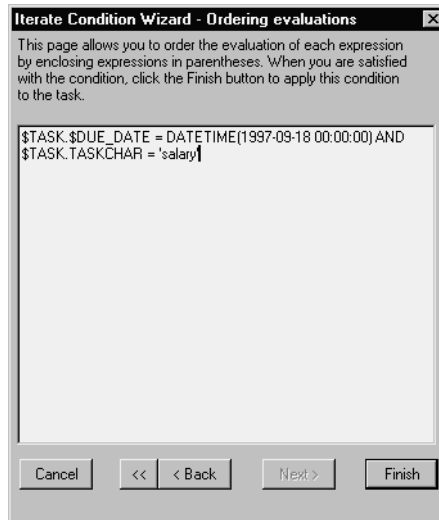 Iterate Condition Wizard - Ordering evaluations
This page allows you to order the evaluation of each expression
by enclosing expressions in parentheses. When you are satisfied
with the condition, click the Finish button to apply this condition
to the task.
$TASK.$DUE_DATE = DATETIME(1997-09-18 00:00:00) AND
$TASK.TASKCHAR = 'salary'
Cancel << < Back Next > Finish